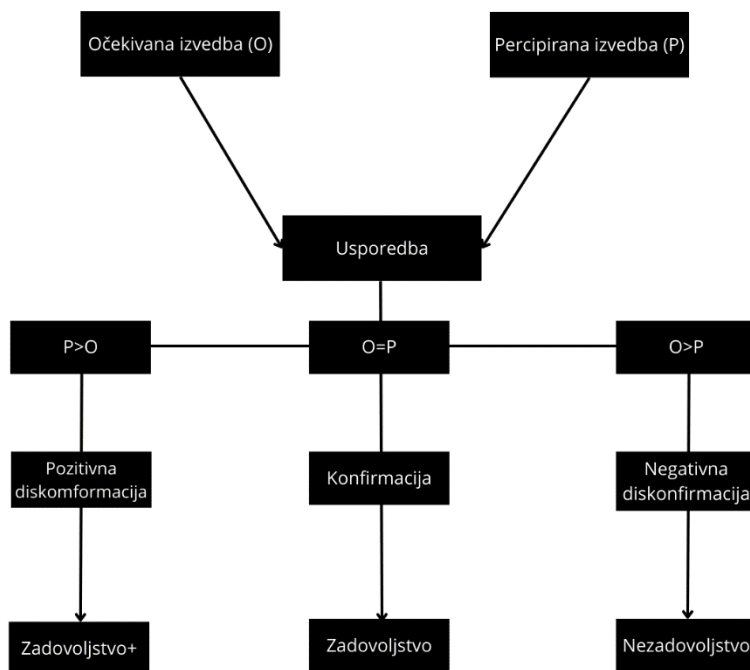 Očekivana izvedba (O)
Percipirana izvedba (P)
Usporedba
P>O
O=P
O>P
Pozitivna
diskomformacija
Konfirmacija
Negativna
diskonfirmacija
Zadovoljstvo+
Zadovoljstvo
Nezadovoljstvo